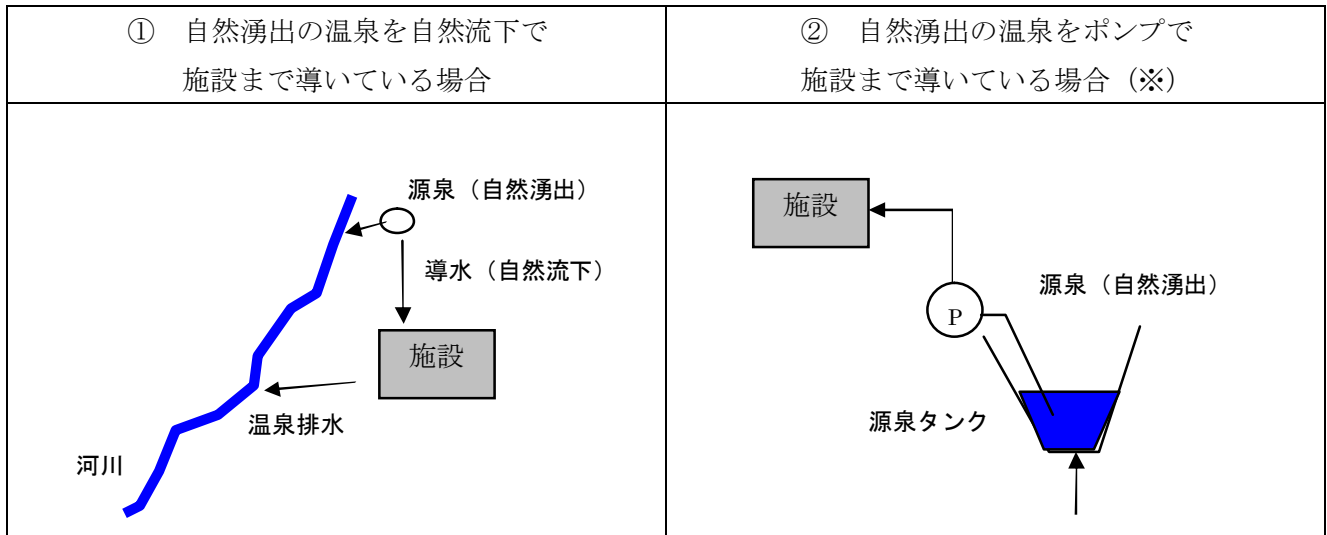 ① 自然湧出の温泉を自然流下で
施設まで導いている場合
② 自然湧出の温泉をポンプで
施設まで導いている場合（※）
源泉（自然湧出）
導水（自然流下）
施設
温泉排水
河川
施設
源泉（自然湧出）
P
源泉タンク